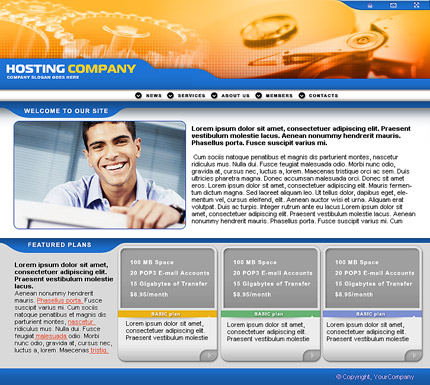 HOSTING COMPANY
COMPANY SLOGAN GOES HERE
NEWS SERVICES ABOUT US MEMBERS CONTACTS
WELCOME TO OUR SITE
Lorem ipsum dolor sit amet, consectetuer adipiscing elit. Praesent
vestibulum molestie lacus. Aenean nonummy hendrerit mauris.
Phasellus porta. Fusce suscipit varius mi.
Cum sociis natoque penatibus et magnis dis parturient montes, nascetur
ridiculus mus. Nulla dui. Fusce feugiat malesuada odio. Morbi nunc odio,
gravida at, cursus nec, luctus a, lorem. Maecenas tristique orci ac sem. Duis
ultricies pharetra magna. Donec accumsan malesuada orci. Donec sit amet
eros. Lorem ipsum dolor sit amet, consectetuer adipiscing elit. Mauris fermen-
tum dictum magna. Sed laoreet aliquam leo. Ut tellus dolor, dapibus eget, ele-
mentum vel, cursus eleifend, elit. Aenean auctor wisi et urna. Aliquam erat
volutpat. Duis ac turpis. Integer rutrum ante eu lacus.Lorem ipsum dolor sit
amet, consectetuer adipiscing elit. Praesent vestibulum molestie lacus.
Aenean nonummy hendrerit mauris. Phasellus porta. Fusce suscipit varius mi. Cum
FEATURED PLANS
Lorem ipsum dolor sit amet,
consectetuer adipiscing elit.
Praesent vestibulum molestie
lacus.
Aenean nonummy hendrerit
mauris. Phasellus porta. Fusce
suscipit varius mi. Cum sociis
natoque penatibus et magnis
dis parturient montes, nascetur
ridiculus mus. Nulla dui. Fusce
feugiat malesuada odio. Morbi
nunc odio, gravida at, cursus nec,
luctus a, lorem. Maecenas tristiq.
100 MB Space
20 POP3 E-mail Accounts
15 Gigabytes of Transfer
$8.95/month
BASIC plan
Lorem ipsum dolor sit amet,
consectetuer adipiscing elit.
Praesent vestibulum molestie
100 MB Space
20 POP3 E-mail Accounts
15 Gigabytes of Transfer
$8.95/month
BASIC plan
Lorem ipsum dolor sit amet,
consectetuer adipiscing elit.
Praesent vestibulum molestie
100 MB Space
20 POP3 E-mail Accounts
15 Gigabytes of Transfer
$8.95/month
BASIC plan
Lorem ipsum dolor sit amet,
consectetuer adipiscing elit.
Praesent vestibulum molestie
© Copyright, YourCompany